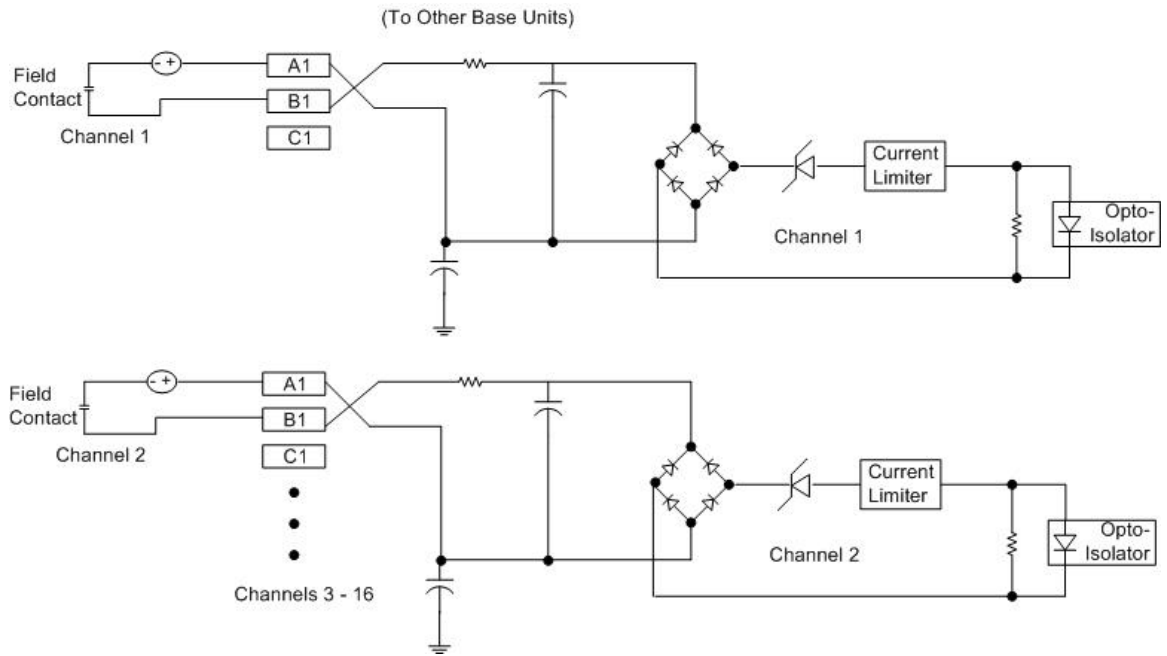 (To Other Base Units)
- +
A1
Field
Contact
B1
Channel 1
C1
Current
Limiter
Opto-
Isolator
Channel 1
- +
A1
Field
Contact
B1
Channel 2
C1
Current
Limiter
Opto-
Isolator
Channel 2
Channels 3 - 16